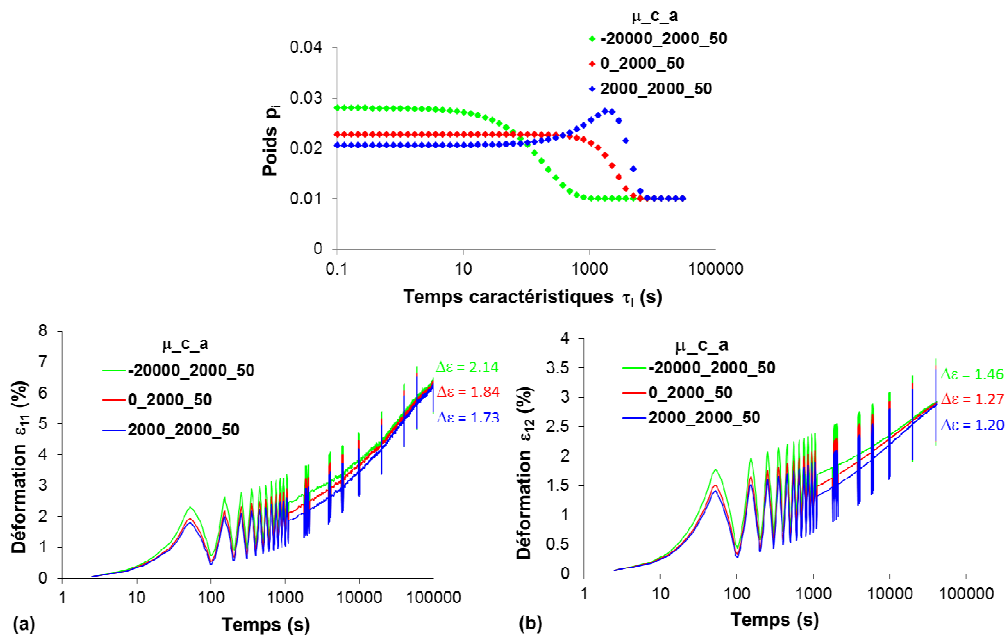 μ_c_a
-20000_2000_50
0_2000_50
2000_2000_50
0.04
0.03
0.02
0.01
0
Poids pi
0.1
10
1000
100000
Temps caractéristiques τi (s)
8
7
6
5
4
3
2
1
0
Déformation ε11 (%)
μ_c_a
-20000_2000_50
0_2000_50
2000_2000_50
Δε = 2.14
Δε = 1.84
Δε = 1.73
1
10
100
1000
10000
100000
Temps (s)
(a)
4
3.5
3
2.5
2
1.5
1
0.5
0
Déformation ε12 (%)
μ_c_a
-20000_2000_50
0_2000_50
2000_2000_50
Δε = 1.46
Δε = 1.27
Δε = 1.20
1
10
100
1000
10000
100000
Temps (s)
(b)